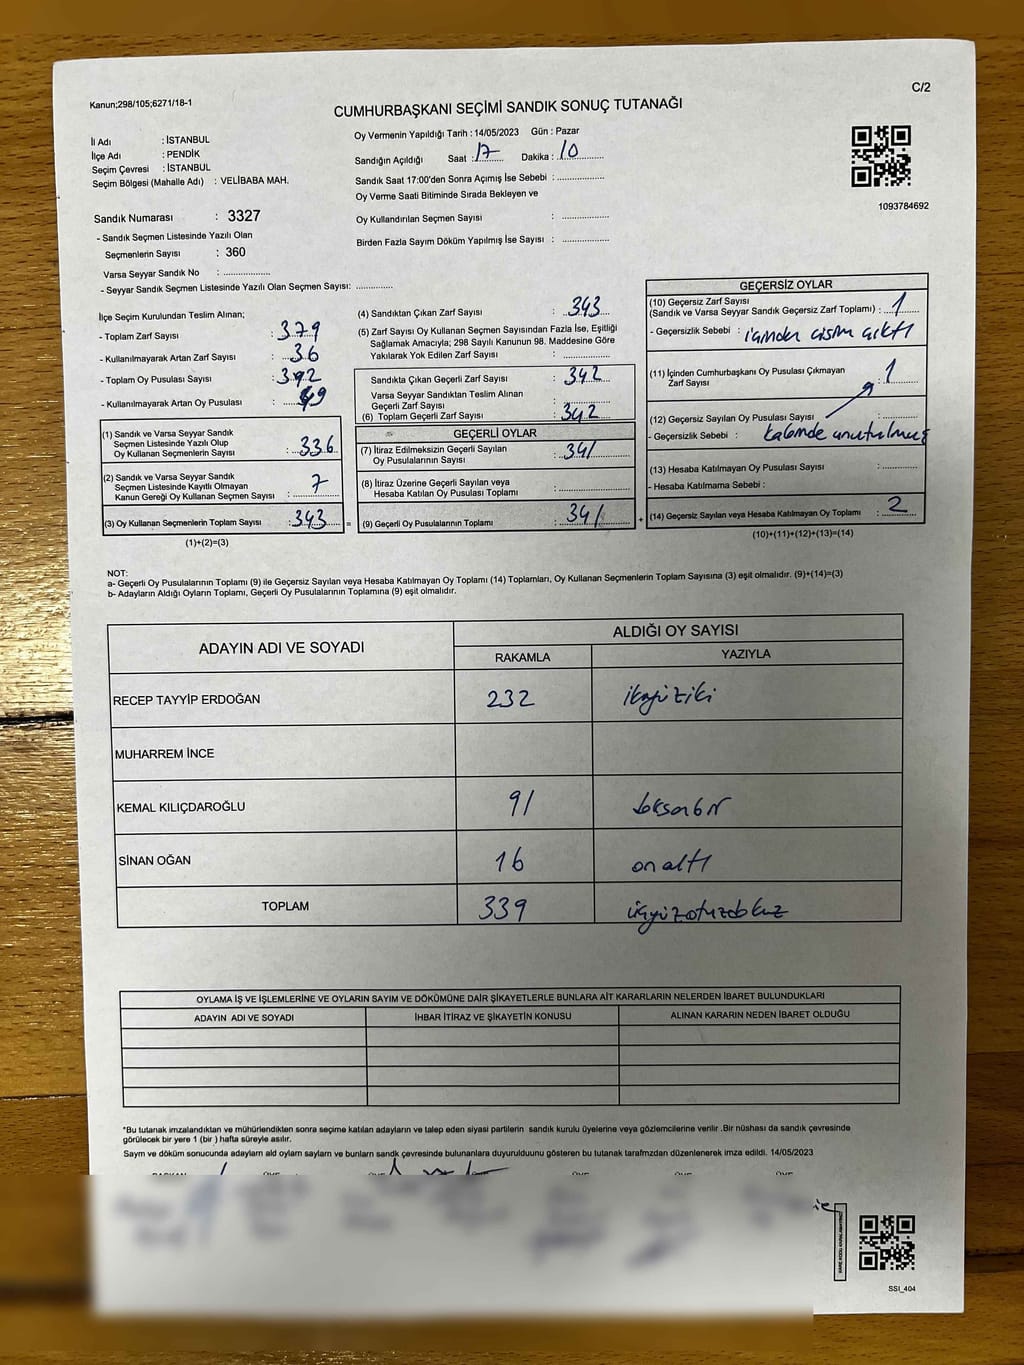 Kanun;298/105;6271/18-1
C/2
CUMHURBAŞKANI SEÇİMİ SANDIK SONUÇ TUTANAĞI
İl Adı : İSTANBUL
İlçe Adı : PENDİK
Seçim Çevresi : İSTANBUL
Seçim Bölgesi (Mahalle Adı) : VELİBABA MAH.
Sandık Numarası : 3327
- Sandık Seçmen Listesinde Yazılı Olan
Seçmenlerin Sayısı : 360
Varsa Seyyar Sandık No : ..................
- Seyyar Sandık Seçmen Listesinde Yazılı Olan Seçmen Sayısı: .............
Oy Vermenin Yapıldığı Tarih : 14/05/2023 Gün : Pazar
Sandığın Açıldığı Saat : 17 Dakika : 10
Sandık Saat 17:00'den Sonra Açımış İse Sebebi : ..................
Oy Verme Saati Bitiminde Sırada Bekleyen ve
Oy Kullandırılan Seçmen Sayısı : ..................
Birden Fazla Sayım Döküm Yapılmış İse Sayısı : ..................
1093784692
İlçe Seçim Kurulundan Teslim Alınan;
- Toplam Zarf Sayısı : 379
- Kullanılmayarak Artan Zarf Sayısı : 36
- Toplam Oy Pusulası Sayısı : 392
- Kullanılmayarak Artan Oy Pusulası : 49
(1) Sandık ve Varsa Seyyar Sandık
Seçmen Listesinde Yazılı Olup
Oy Kullanan Seçmenlerin Sayısı : 336
(2) Sandık ve Varsa Seyyar Sandık
Seçmen Listesinde Kayıtlı Olmayan
Kanun Gereği Oy Kullanan Seçmen Sayısı : 7
(3) Oy Kullanan Seçmenlerin Toplam Sayısı : 343 =
(1)+(2)=(3)
(4) Sandıktan Çıkan Zarf Sayısı : 343
(5) Zarf Sayısı Oy Kullanan Seçmen Sayısından Fazla İse, Eşitliği
Sağlamak Amacıyla; 298 Sayılı Kanunun 98. Maddesine Göre
Yakılarak Yok Edilen Zarf Sayısı : ..................
Sandıkta Çıkan Geçerli Zarf Sayısı : 342
Varsa Seyyar Sandıktan Teslim Alınan
Geçerli Zarf Sayısı : ..................
(6) Toplam Geçerli Zarf Sayısı : 342
GEÇERLİ OYLAR
(7) İtiraz Edilmeksizin Geçerli Sayılan
Oy Pusulalarının Sayısı : 341
(8) İtiraz Üzerine Geçerli Sayılan veya
Hesaba Katılan Oy Pusulası Toplamı : ..................
(9) Geçerli Oy Pusulalarının Toplamı : 341 +
GEÇERSİZ OYLAR
(10) Geçersiz Zarf Sayısı
(Sandık ve Varsa Seyyar Sandık Geçersiz Zarf Toplamı) : 1
- Geçersizlik Sebebi : içinden cisim çıktı
(11) İçinden Cumhurbaşkanı Oy Pusulası Çıkmayan
Zarf Sayısı : 1
(12) Geçersiz Sayılan Oy Pusulası Sayısı : ..........
- Geçersizlik Sebebi : kabinde unutulmuş
(13) Hesaba Katılmayan Oy Pusulası Sayısı : ..........
- Hesaba Katılmama Sebebi :
(14) Geçersiz Sayılan veya Hesaba Katılmayan Oy Toplamı : 2
(10)+(11)+(12)+(13)=(14)
NOT:
a- Geçerli Oy Pusulalarının Toplamı (9) ile Geçersiz Sayılan veya Hesaba Katılmayan Oy Toplamı (14) Toplamları, Oy Kullanan Seçmenlerin Toplam Sayısına (3) eşit olmalıdır. (9)+(14)=(3)
b- Adayların Aldığı Oyların Toplamı, Geçerli Oy Pusulalarının Toplamına (9) eşit olmalıdır.
ADAYIN ADI VE SOYADI
ALDIĞI OY SAYISI
RAKAMLA YAZIYLA
RECEP TAYYİP ERDOĞAN 232 ikiyüziki
MUHARREM İNCE
KEMAL KILIÇDAROĞLU 91 doksanbir
SİNAN OĞAN 16 on altı
TOPLAM 339 üçyüzotuzdokuz
OYLAMA İŞ VE İŞLEMLERİNE VE OYLARIN SAYIM VE DÖKÜMÜNE DAİR ŞİKAYETLERLE BUNLARA AİT KARARLARIN NELERDEN İBARET BULUNDUKLARI
ADAYIN ADI VE SOYADI İHBAR İTİRAZ VE ŞİKAYETİN KONUSU ALINAN KARARIN NEDEN İBARET OLDUĞU
*Bu tutanak imzalandıktan ve mühürlendikten sonra seçime katılan adayların ve talep eden siyasi partilerin sandık kurulu üyelerine veya gözlemcilerine verilir .Bir nüshası da sandık çevresinde
görülecek bir yere 1 (bir ) hafta süreyle asılır.
Sayım ve döküm sonucunda adayların aldı oyların sayıları ve bunların sandk çevresinde bulunanlara duyurulduunu gösteren bu tutanak tarafmzdan düzenlenerek imza edildi. 14/05/2023
SSI_404